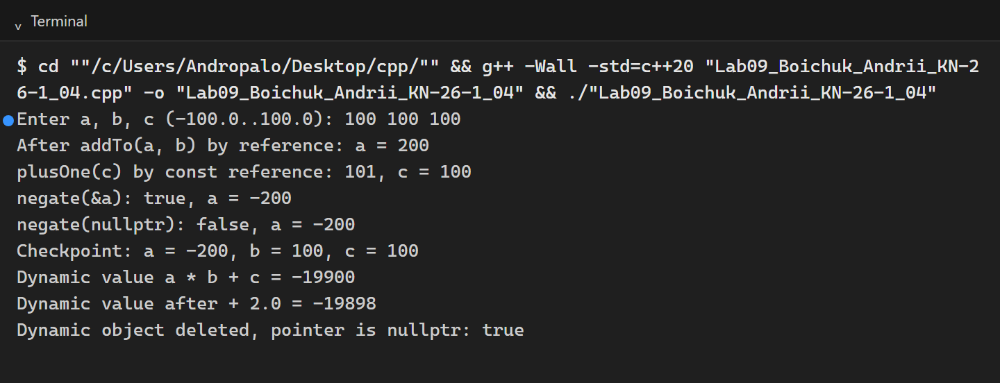 Terminal
$ cd ""/c/Users/Andropalo/Desktop/cpp/"" && g++ -Wall -std=c++20 "Lab09_Boichuk_Andrii_KN-2
6-1_04.cpp" -o "Lab09_Boichuk_Andrii_KN-26-1_04" && ./"Lab09_Boichuk_Andrii_KN-26-1_04"
Enter a, b, c (-100.0..100.0): 100 100 100
After addTo(a, b) by reference: a = 200
plusOne(c) by const reference: 101, c = 100
negate(&a): true, a = -200
negate(nullptr): false, a = -200
Checkpoint: a = -200, b = 100, c = 100
Dynamic value a * b + c = -19900
Dynamic value after + 2.0 = -19898
Dynamic object deleted, pointer is nullptr: true